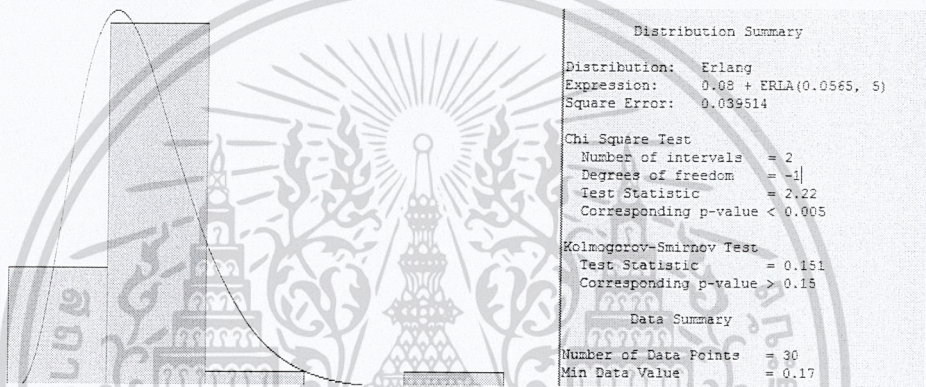 Distribution Summary
Distribution: Erlang
Expression: 0.08 + ERLA(0.0565, 5)
Square Error: 0.039514
Chi Square Test
Number of intervals = 2
Degrees of freedom = -1
Test Statistic = 2.22
Corresponding p-value < 0.005
Kolmogorov-Smirnov Test
Test Statistic = 0.151
Corresponding p-value > 0.15
Data Summary
Number of Data Points = 30
Min Data Value = 0.17